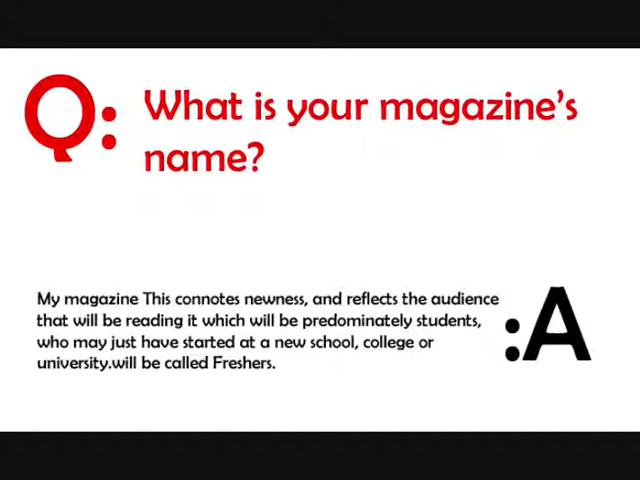 Q: What is your magazine's
name?
My magazine This connotes newness, and reflects the audience
that will be reading it which will be predominately students,
who may just have started at a new school, college or
university.will be called Freshers.
:A